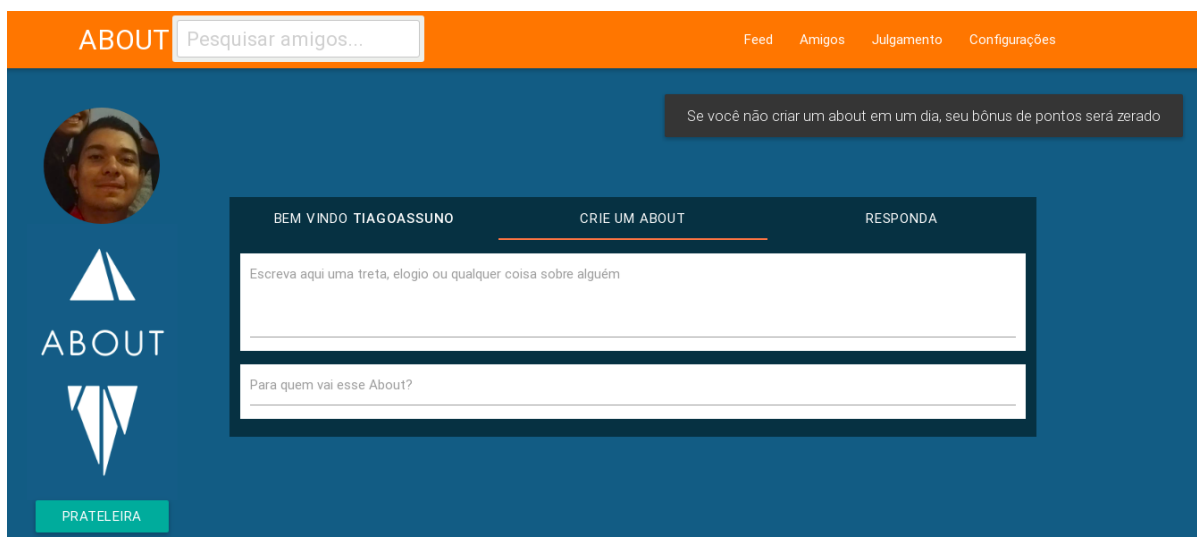 ABOUT
Pesquisar amigos...
Feed
Amigos
Julgamento
Configurações
Se você não criar um about em um dia, seu bônus de pontos será zerado
BEM VINDO TIAGOASSUNO
CRIE UM ABOUT
RESPONDA
Escreva aqui uma treta, elogio ou qualquer coisa sobre alguém
Para quem vai esse About?
ABOUT
PRATELEIRA